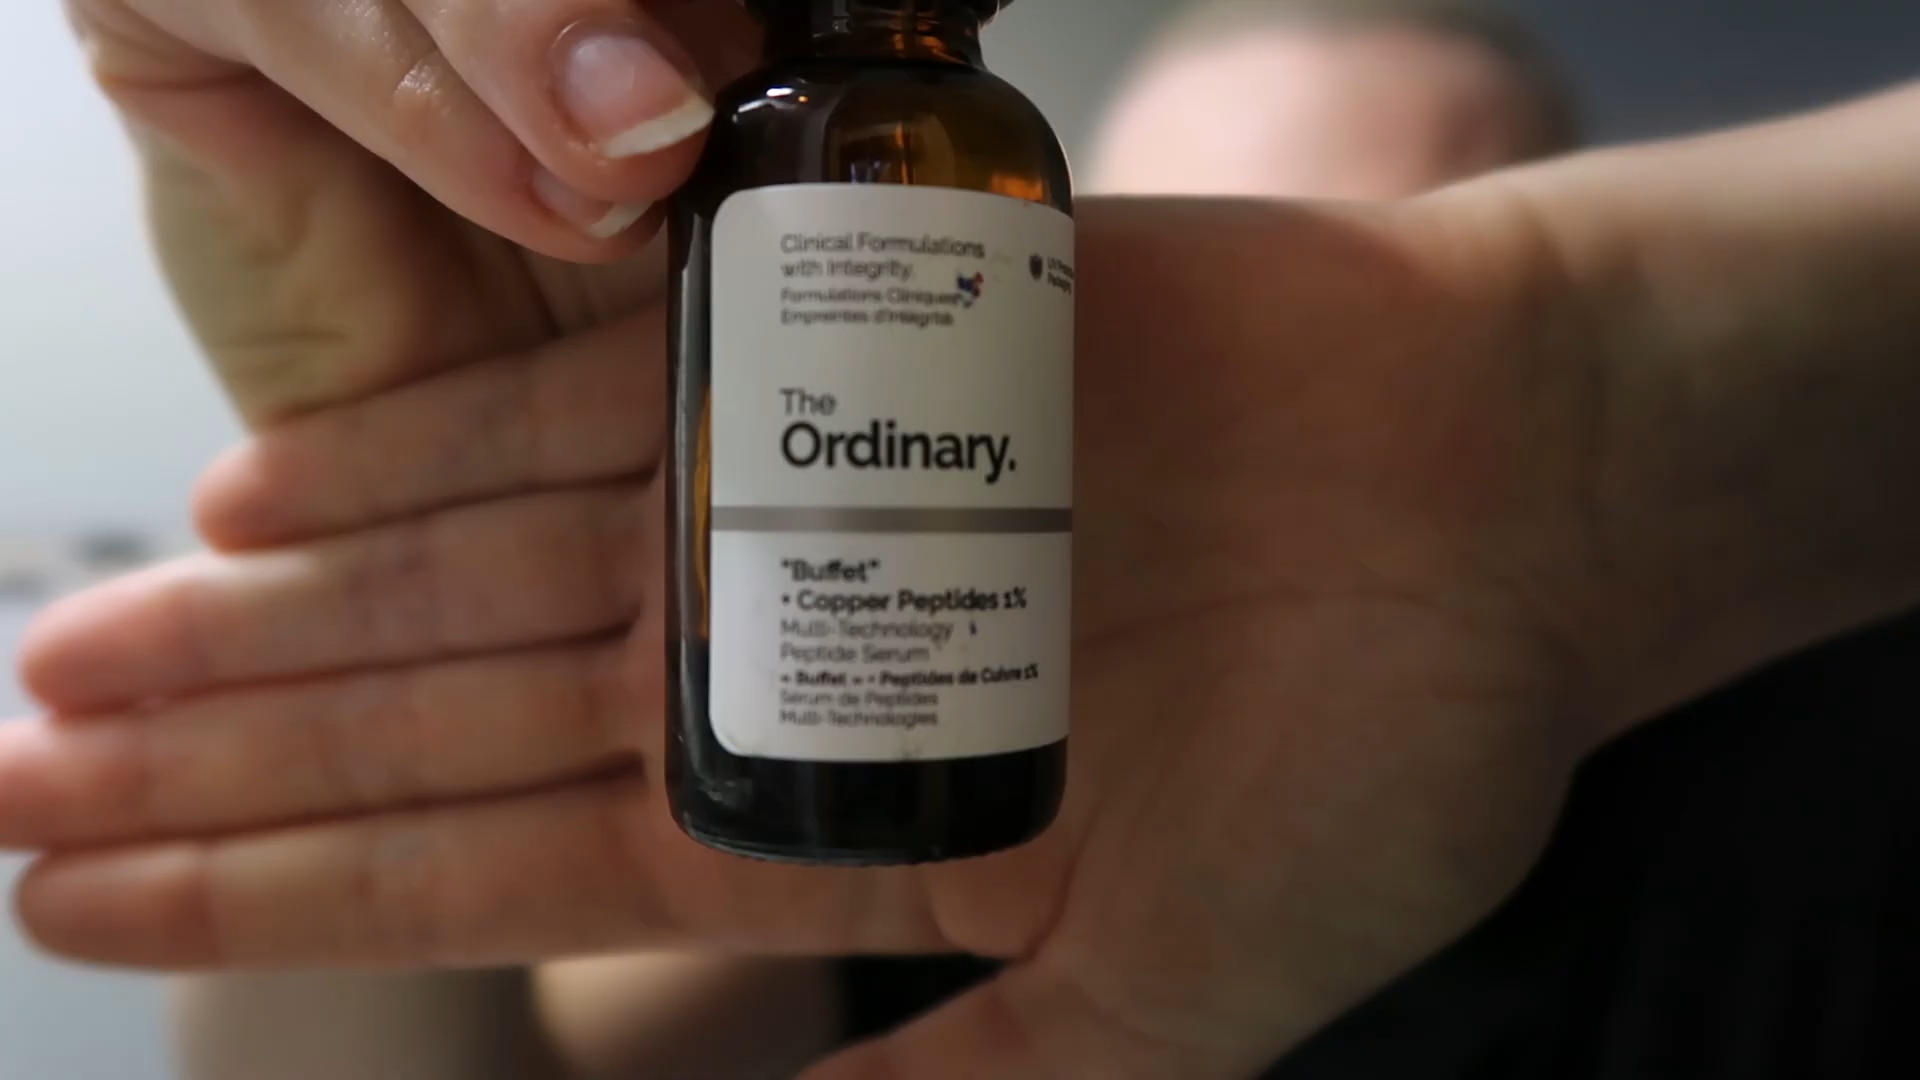 Clinical Formulations
with Integrity.
Formulations Cliniques
Empreintes d'Intégrité.
The
Ordinary.
"Buffet"
+ Copper Peptides 1%
Multi-Technology
Peptide Serum
« Buffet » + Peptides de Cuivre 1%
Sérum de Peptides
Multi-Technologies